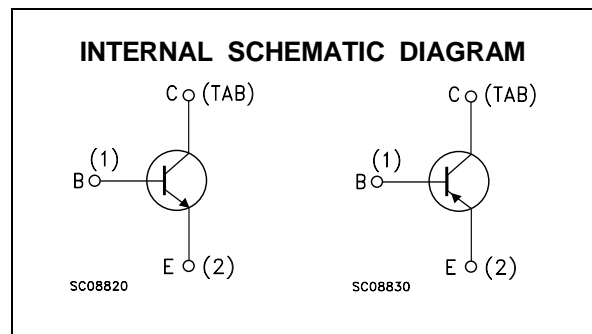 INTERNAL SCHEMATIC DIAGRAM
C (TAB)
C (TAB)
(1)
(1)
B
B
E (2)
E (2)
SC08820
SC08830